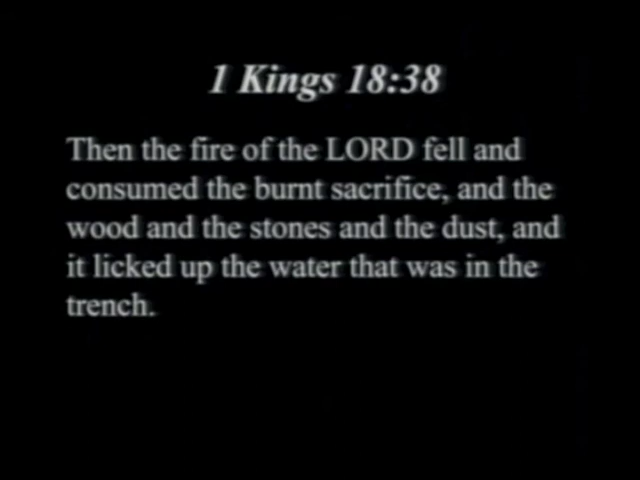 1 Kings 18:38
Then the fire of the LORD fell and
consumed the burnt sacrifice, and the
wood and the stones and the dust, and
it licked up the water that was in the
trench.